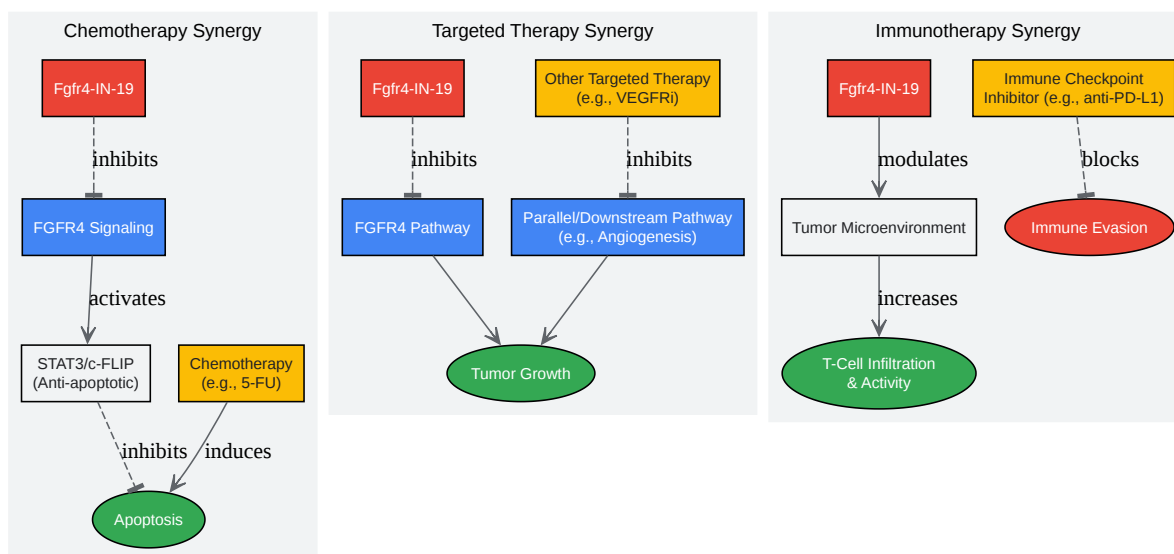 Chemotherapy Synergy
Fgfr4-IN-19
inhibits
FGFR4 Signaling
activates
STAT3/c-FLIP
(Anti-apoptotic)
Chemotherapy
(e.g., 5-FU)
inhibits
induces
Apoptosis
Targeted Therapy Synergy
Fgfr4-IN-19
Other Targeted Therapy
(e.g., VEGFRi)
inhibits
inhibits
FGFR4 Pathway
Parallel/Downstream Pathway
(e.g., Angiogenesis)
Tumor Growth
Immunotherapy Synergy
Fgfr4-IN-19
Immune Checkpoint
Inhibitor (e.g., anti-PD-L1)
modulates
blocks
Tumor Microenvironment
Immune Evasion
increases
T-Cell Infiltration
& Activity